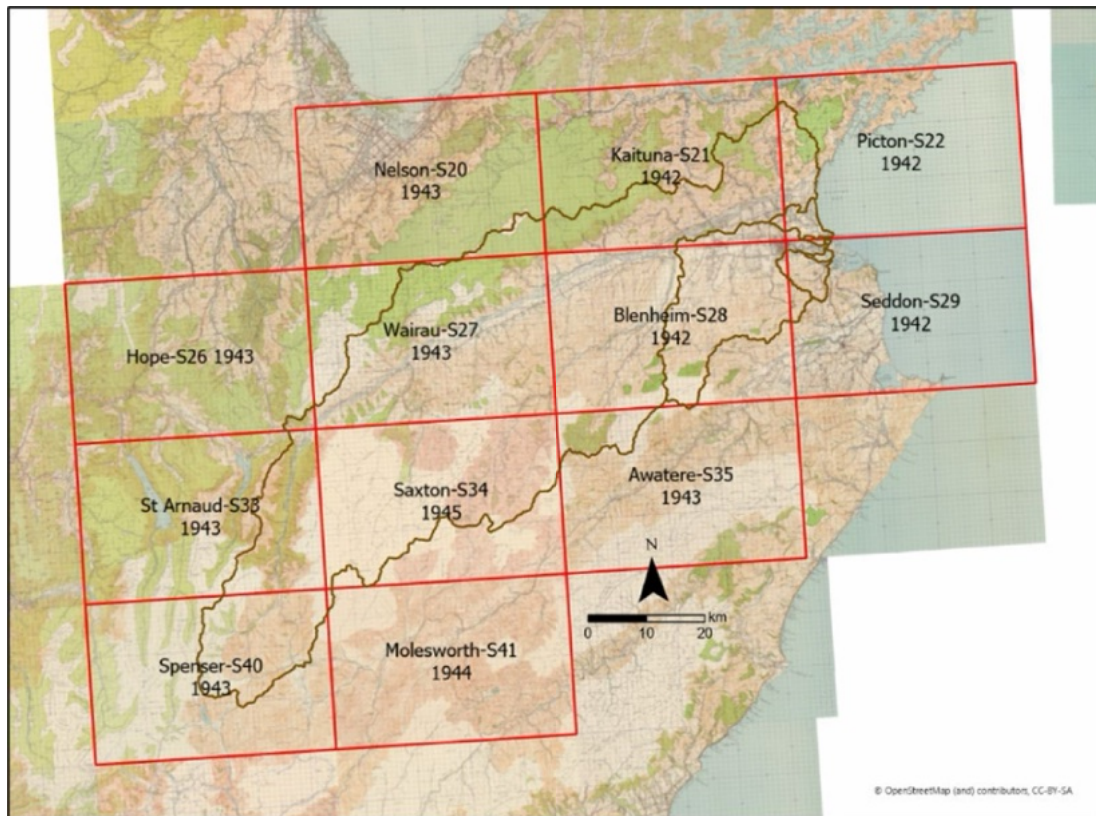 Picton-S22
1942
Kaituna-S21
1942
Nelson-S20
1943
Seddon-S29
1942
Blenheim-S28
1942
Wairau-S27
1943
Hope-S26 1943
Awatere-S35
1943
Saxton-S34
1945
St Arnaud-S33
1943
N
km
0 10 20
Molesworth-S41
1944
Spenser-S40
1943
© OpenStreetMap (and) contributors, CC-BY-SA